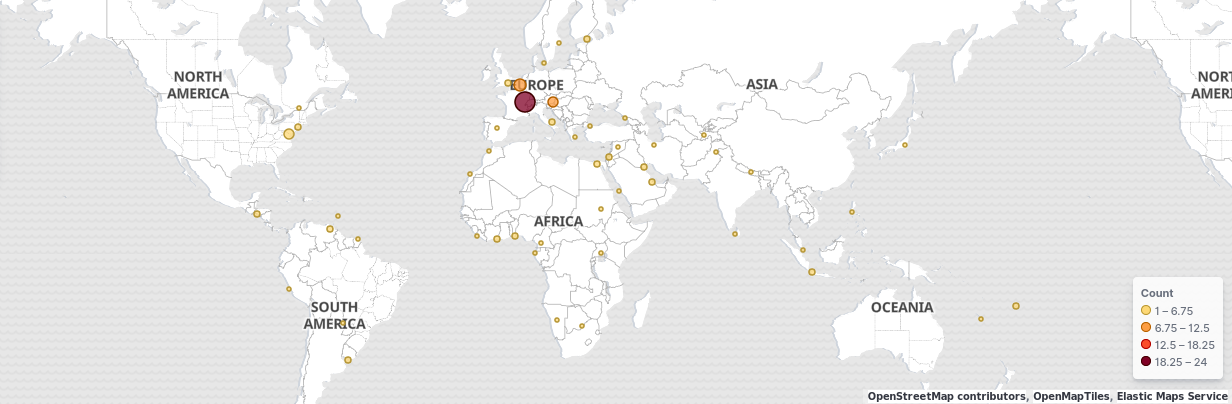 NORTH
AMERICA
EUROPE
ASIA
NORT
AMERI
AFRICA
SOUTH
AMERICA
OCEANIA
Count
1 – 6.75
6.75 – 12.5
12.5 – 18.25
18.25 – 24
OpenStreetMap contributors, OpenMapTiles, Elastic Maps Service